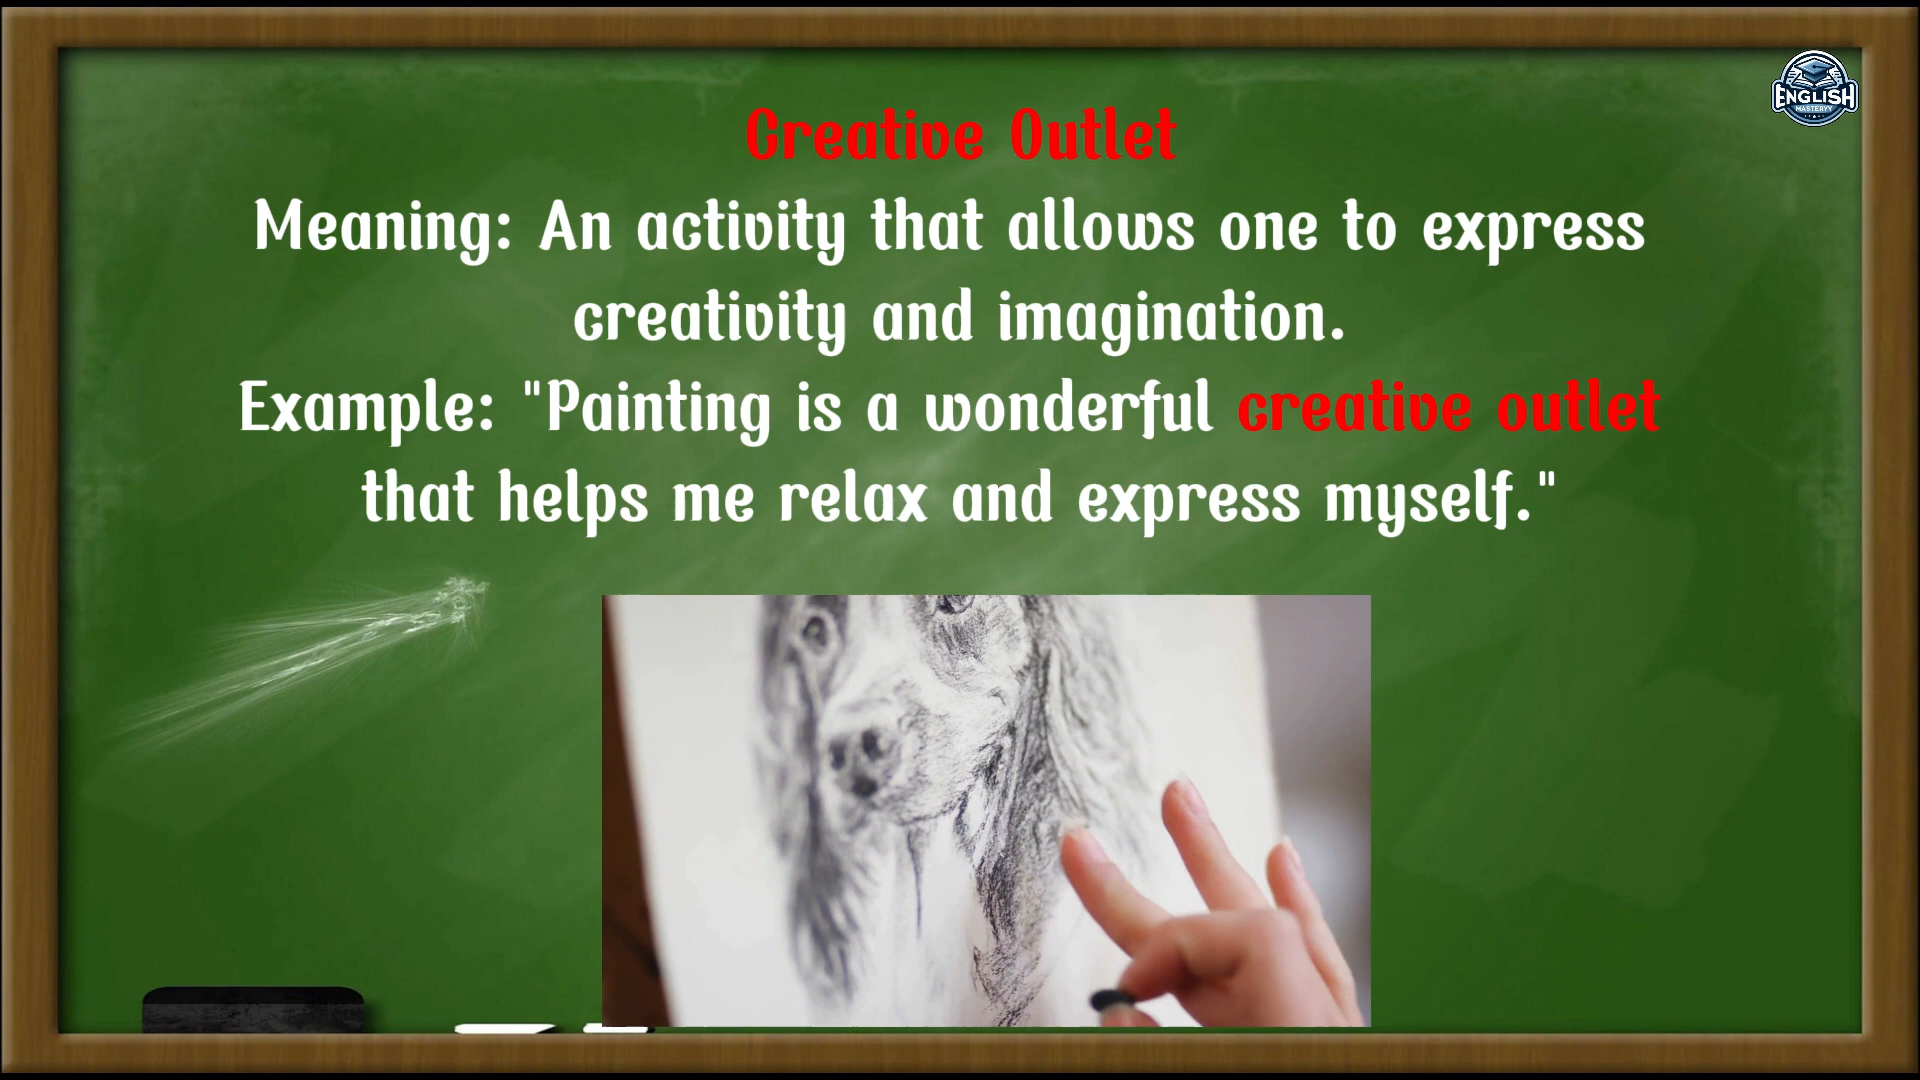 Creative Outlet
Meaning: An activity that allows one to express
creativity and imagination.
Example: "Painting is a wonderful creative outlet
that helps me relax and express myself."
ENGLISH
MASTERYY